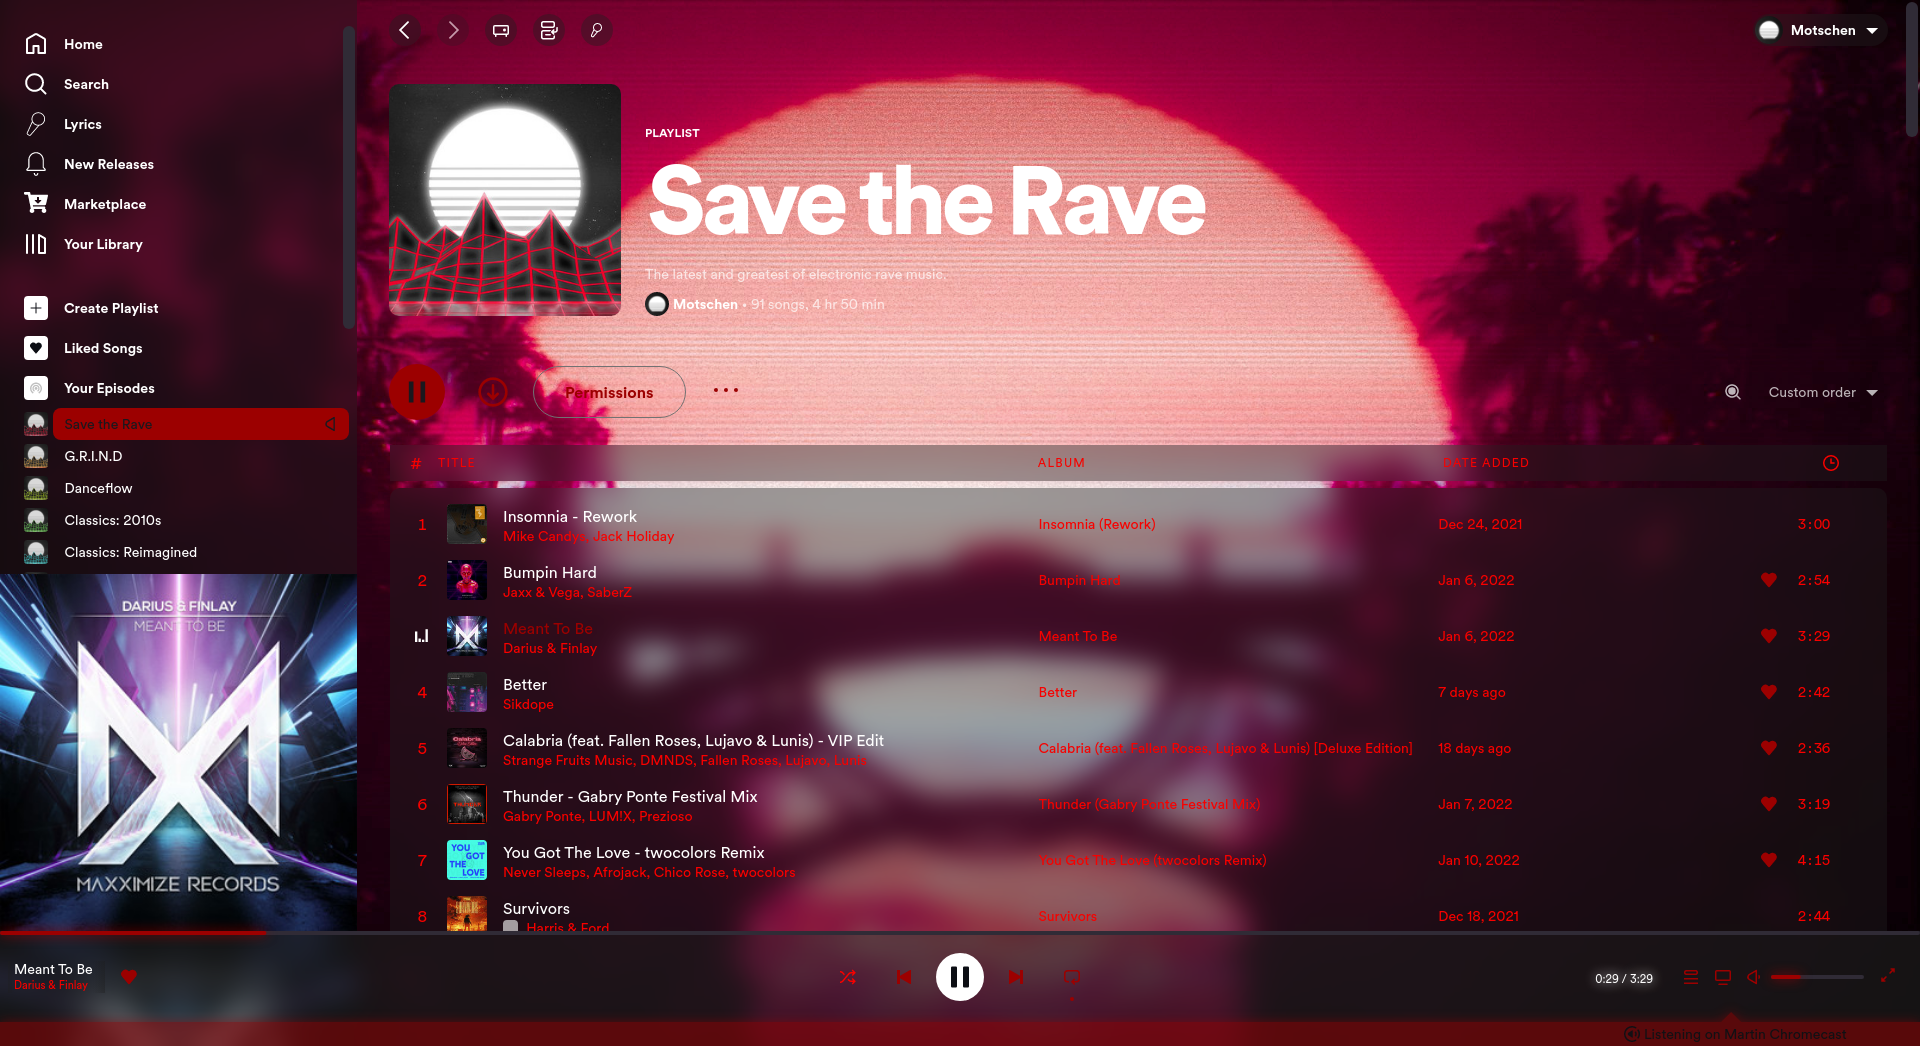 Home
Search
Lyrics
New Releases
Marketplace
Your Library
Create Playlist
Liked Songs
Your Episodes
Save the Rave
G.R.I.N.D
Danceflow
Classics: 2010s
Classics: Reimagined
DARIUS & FINLAY
MEANT TO BE
MAXXIMIZE RECORDS
Motschen
PLAYLIST
Save the Rave
The latest and greatest of electronic rave music.
Motschen • 91 songs, 4 hr 50 min
Permissions
Custom order
# TITLE ALBUM DATE ADDED
1 Insomnia - Rework Insomnia (Rework) Dec 24, 2021 3:00
Mike Candys, Jack Holiday
2 Bumpin Hard Bumpin Hard Jan 6, 2022 2:54
Jaxx & Vega, SaberZ
Meant To Be Meant To Be Jan 6, 2022 3:29
Darius & Finlay
4 Better Better 7 days ago 2:42
Sikdope
5 Calabria (feat. Fallen Roses, Lujavo & Lunis) - VIP Edit Calabria (feat. Fallen Roses, Lujavo & Lunis) [Deluxe Edition] 18 days ago 2:36
Strange Fruits Music, DMNDS, Fallen Roses, Lujavo, Lunis
6 Thunder - Gabry Ponte Festival Mix Thunder (Gabry Ponte Festival Mix) Jan 7, 2022 3:19
Gabry Ponte, LUM!X, Prezioso
7 You Got The Love - twocolors Remix You Got The Love (twocolors Remix) Jan 10, 2022 4:15
YOU GOT THE LOVE
Never Sleeps, Afrojack, Chico Rose, twocolors
8 Survivors Survivors Dec 18, 2021 2:44
Harris & Ford
Meant To Be
Darius & Finlay
0:29 / 3:29
Listening on Martin Chromecast